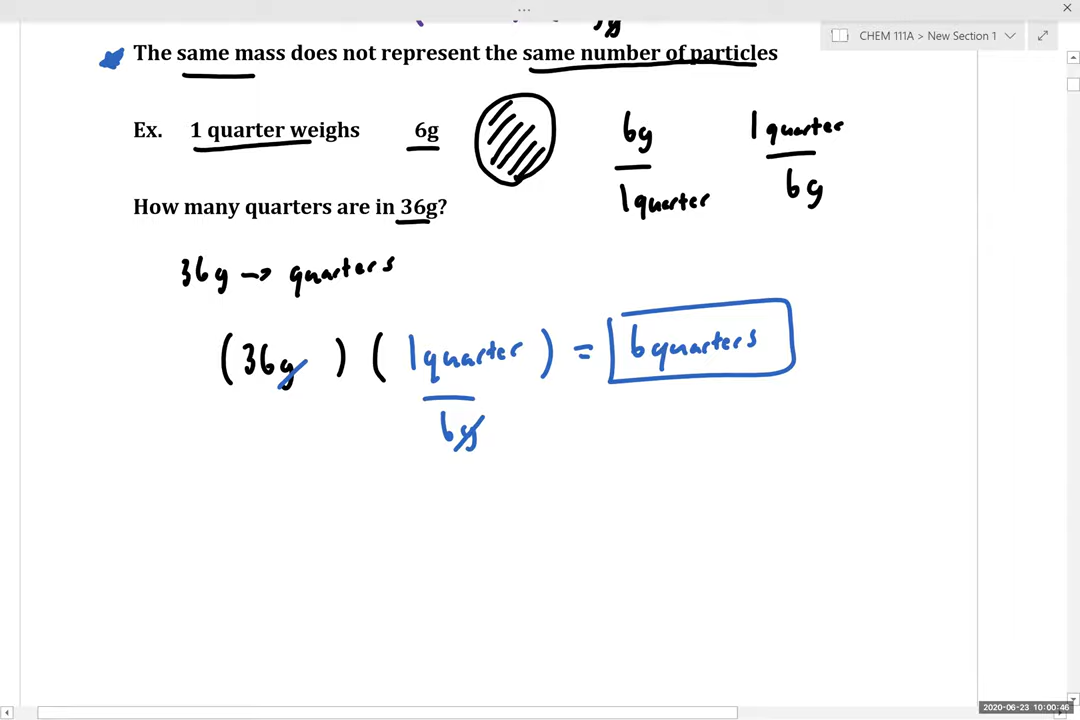 CHEM 111A > New Section 1
The same mass does not represent the same number of particles
Ex. 1 quarter weighs 6g
6g
1 quarter
1 quarter
6g
How many quarters are in 36g?
36g → quarters
(36g) (1 quarter) = 6 quarters
6g
2020-06-23 10:00:46